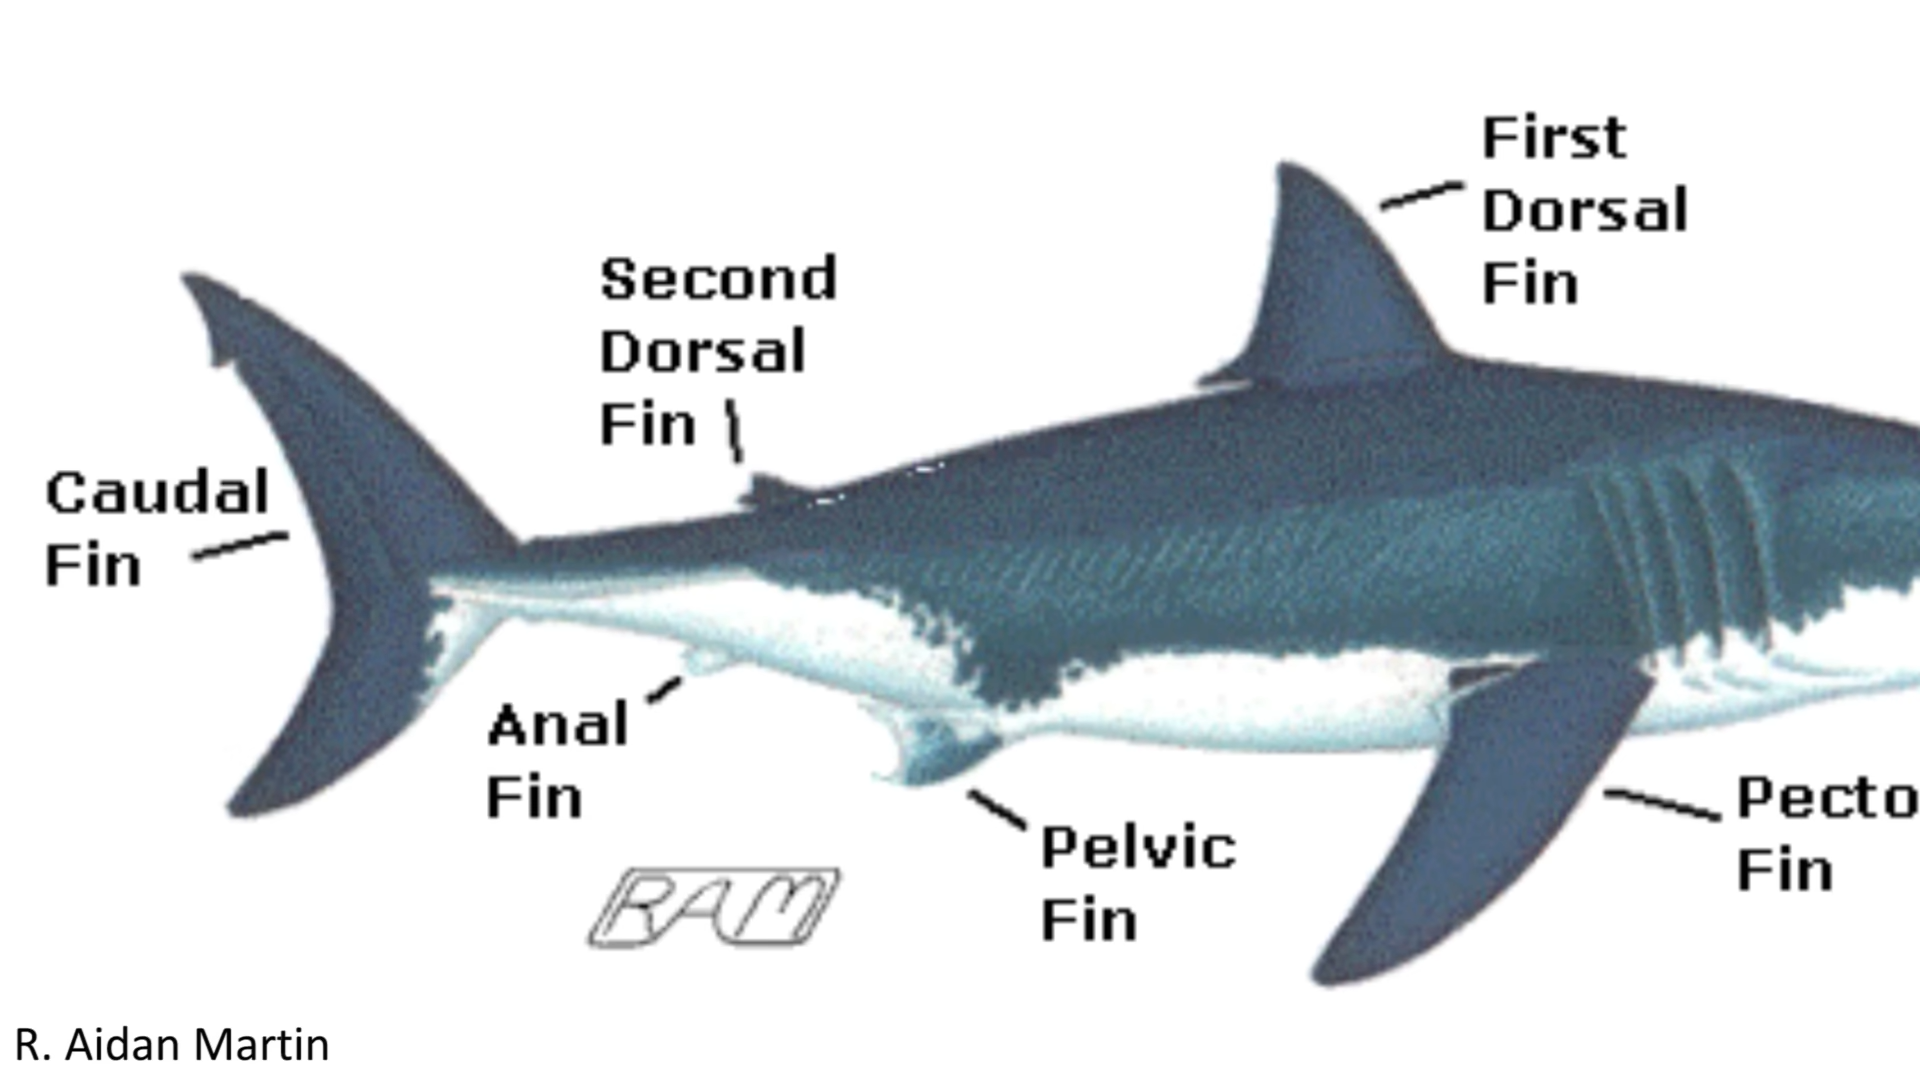 First
Dorsal
Fin
Second
Dorsal
Fin
Caudal
Fin
Anal
Fin
Pelvic
Fin
Pecto
Fin
RAM
R. Aidan Martin